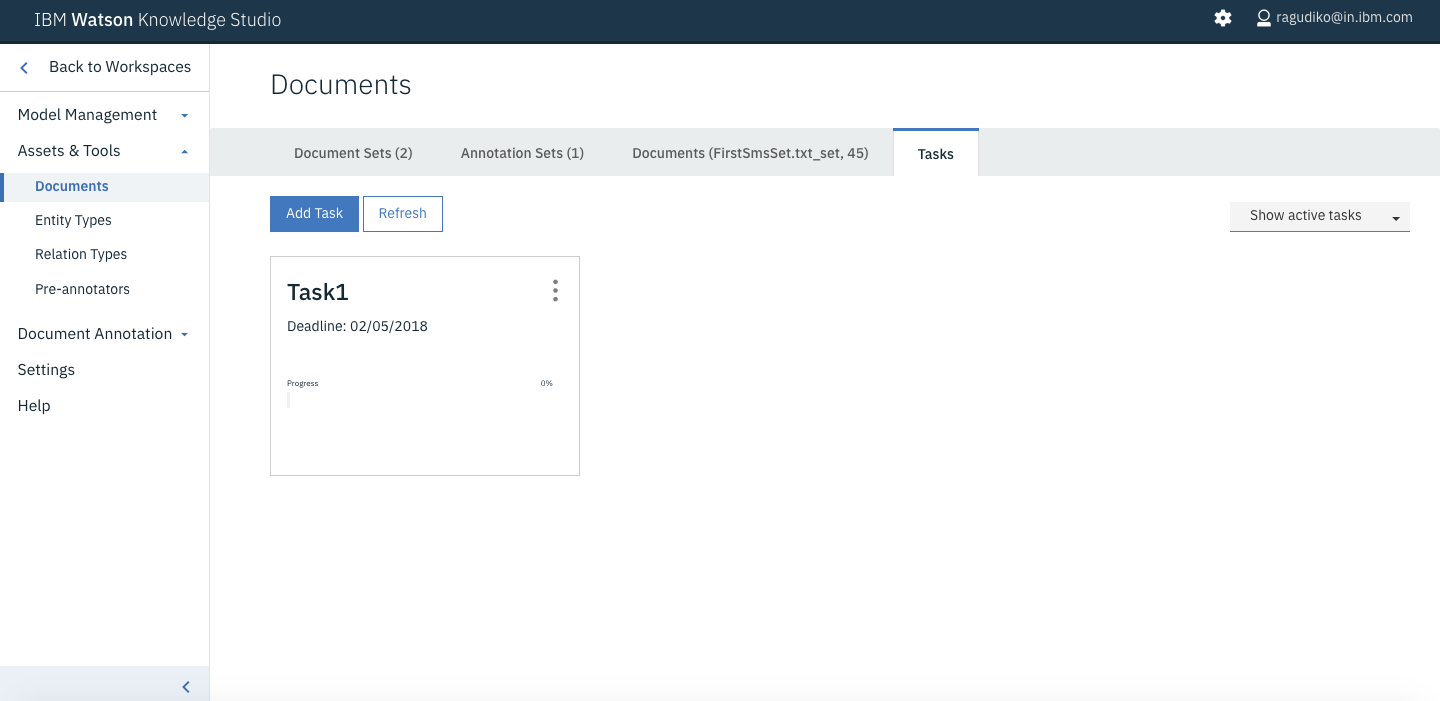 IBM Watson Knowledge Studio
ragudiko@in.ibm.com
Back to Workspaces
Model Management
Assets & Tools
Documents
Entity Types
Relation Types
Pre-annotators
Document Annotation
Settings
Help
Documents
Document Sets (2)
Annotation Sets (1)
Documents (FirstSmsSet.txt_set, 45)
Tasks
Add Task
Refresh
Show active tasks
Task1
Deadline: 02/05/2018
Progress
0%